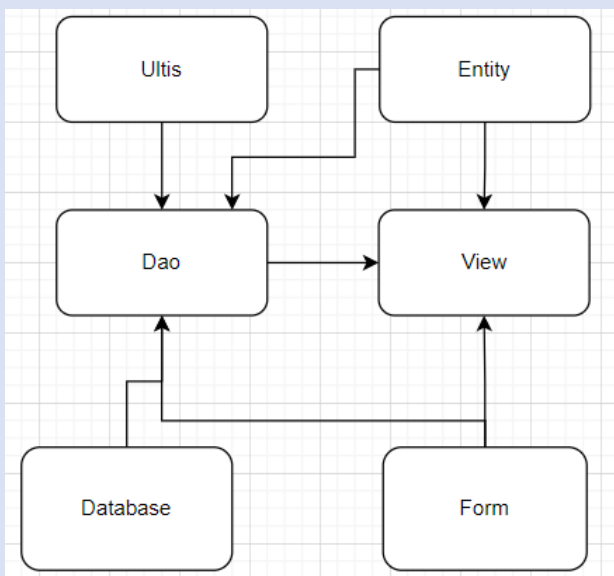 Ultis
Entity
Dao
View
Database
Form